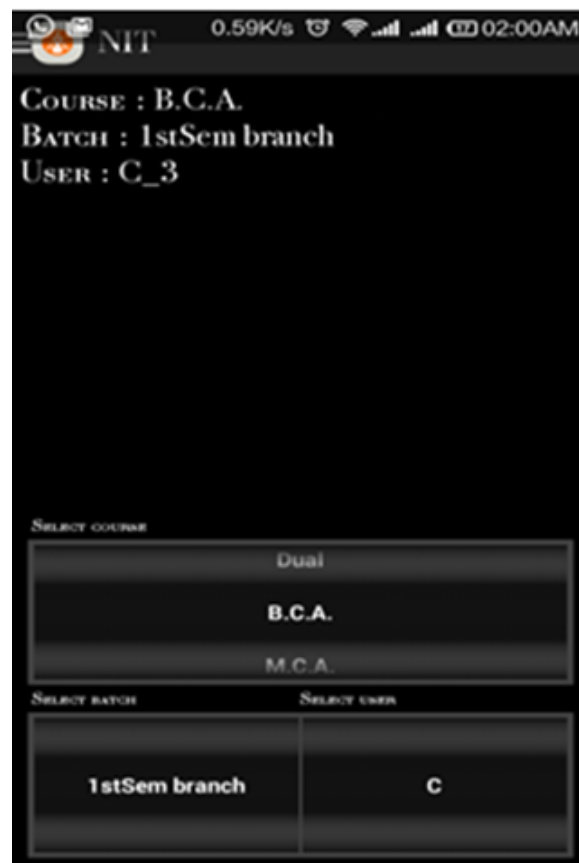 NIT 0.59K/s 17 02:00AM
COURSE : B.C.A.
BATCH : 1stSem branch
USER : C_3
SELECT COURSE
Dual
B.C.A.
M.C.A.
SELECT BATCH SELECT USER
1stSem branch C